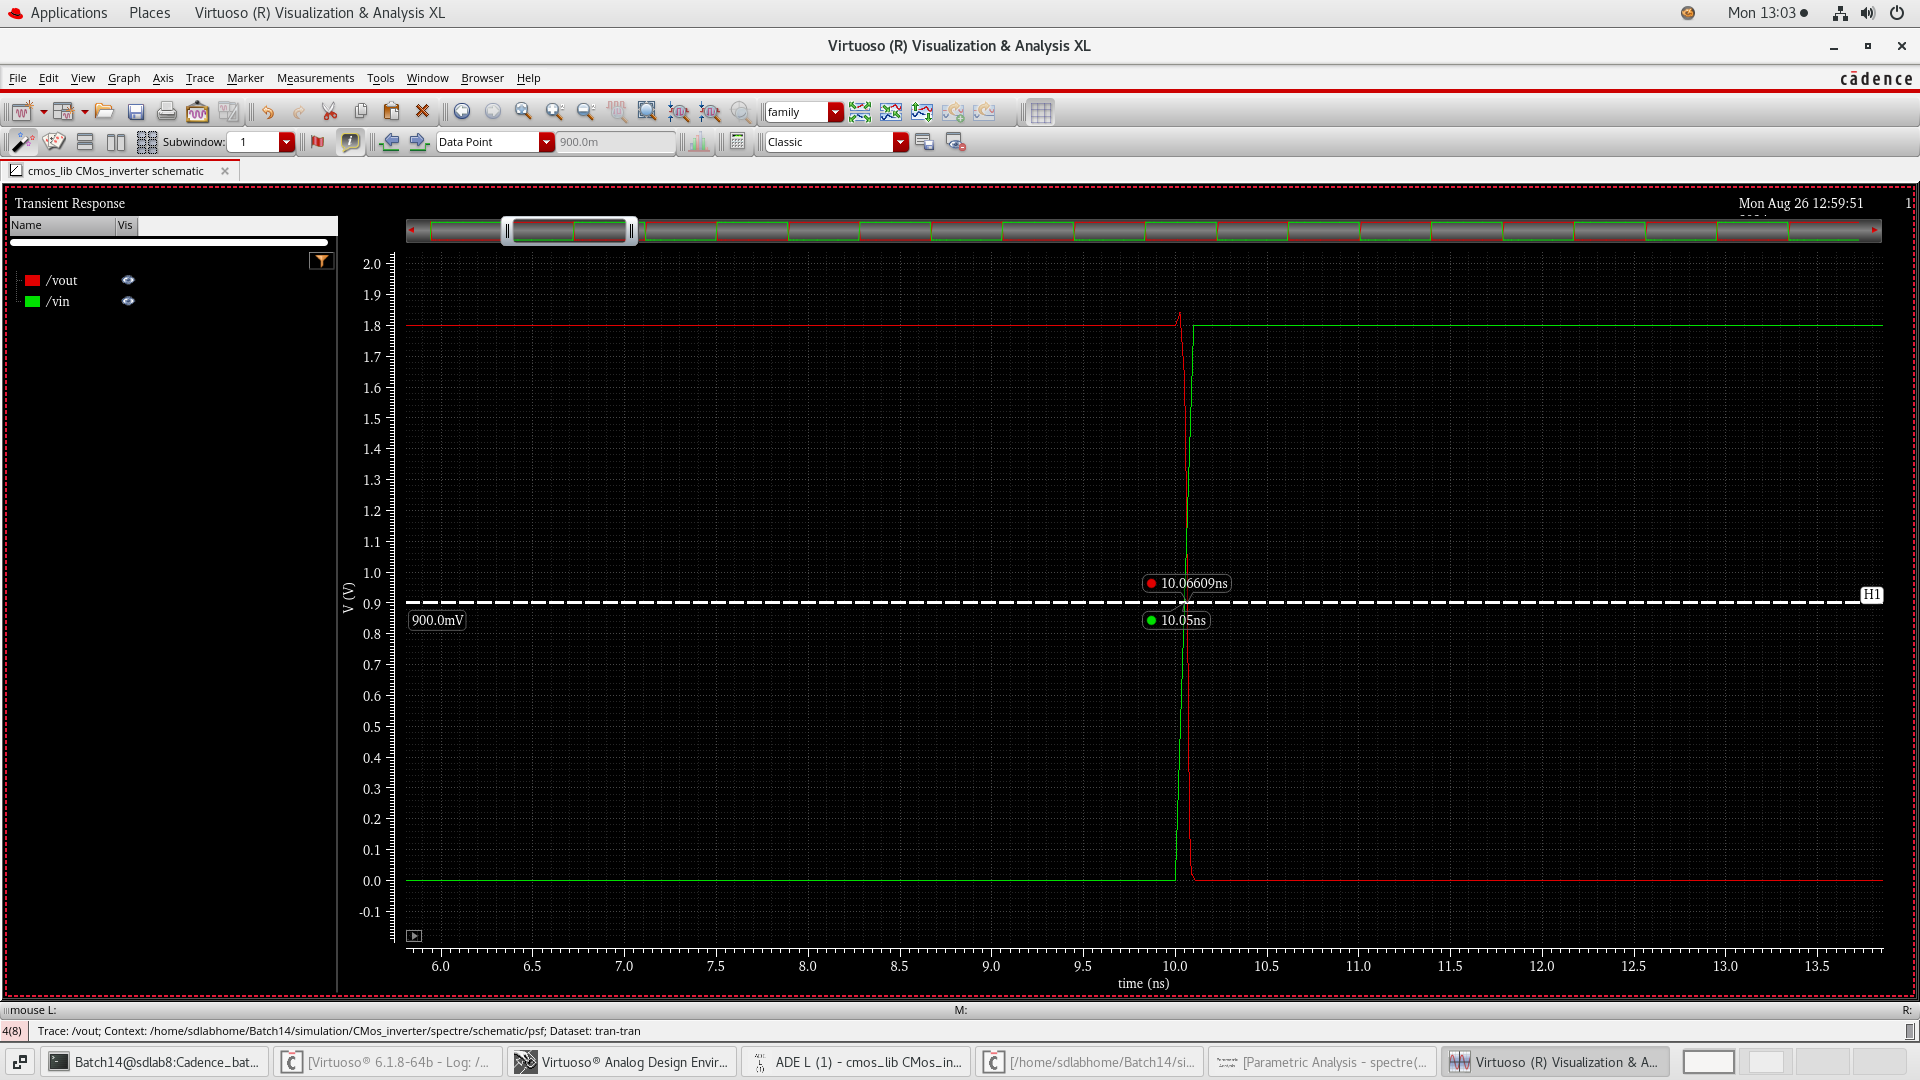 Applications Places Virtuoso (R) Visualization & Analysis XL Mon 13:03
Virtuoso (R) Visualization & Analysis XL
File Edit View Graph Axis Trace Marker Measurements Tools Window Browser Help cādence
family
Subwindow: 1 Data Point 900.0m Classic
cmos_lib CMos_inverter schematic
Transient Response Mon Aug 26 12:59:51 1
Name Vis
/vout
/vin
2.0
1.9
1.8
1.7
1.6
1.5
1.4
1.3
1.2
1.1
1.0
0.9
0.8
0.7
0.6
0.5
0.4
0.3
0.2
0.1
0.0
-0.1
V (V)
10.06609ns
H1
900.0mV
10.05ns
6.0 6.5 7.0 7.5 8.0 8.5 9.0 9.5 10.0 10.5 11.0 11.5 12.0 12.5 13.0 13.5
time (ns)
mouse L: M: R:
4(8) Trace: /vout; Context: /home/sdlabhome/Batch14/simulation/CMos_inverter/spectre/schematic/psf; Dataset: tran-tran
Batch14@sdlab8:Cadence_bat... [Virtuoso® 6.1.8-64b - Log: /... Virtuoso® Analog Design Envir... ADE L (1) - cmos_lib CMos_in... [/home/sdlabhome/Batch14/si... [Parametric Analysis - spectre(... Virtuoso (R) Visualization & A...